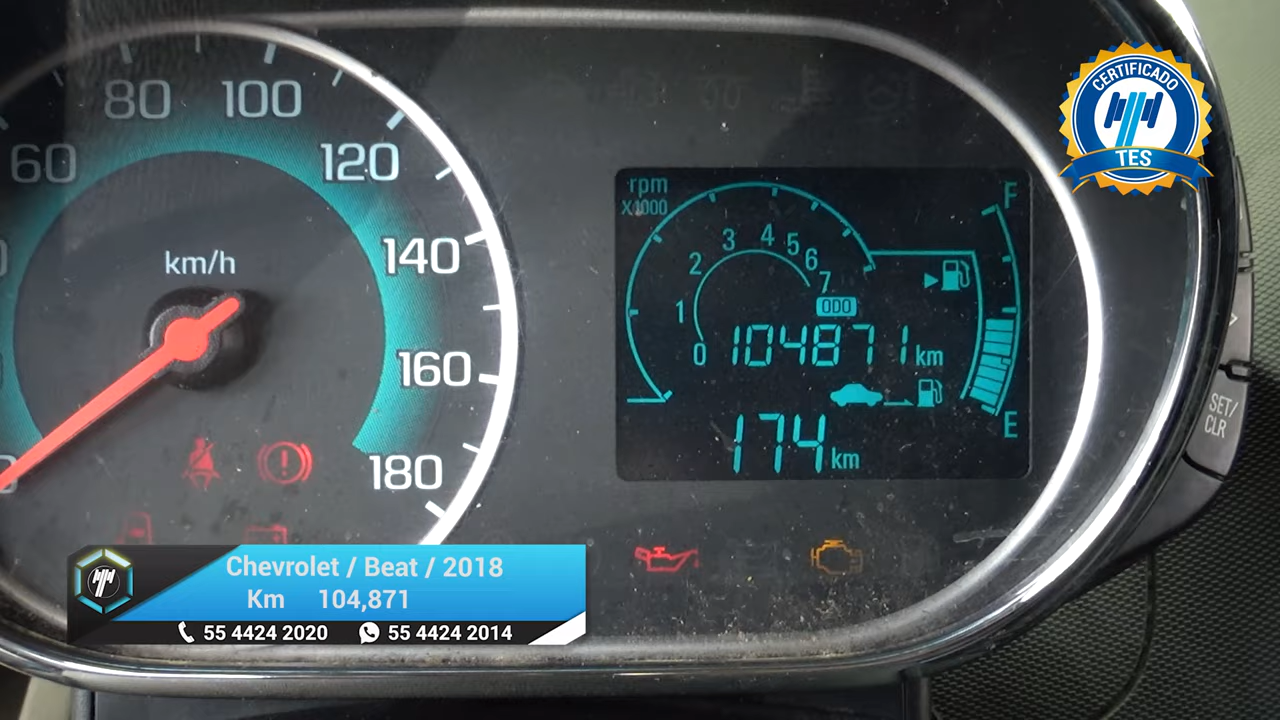 80
100
60
120
km/h
140
160
180
rpm
X1000
0
1
2
3
4
5
6
7
ODO
104871 km
174 km
F
E
SET/
CLR
CERTIFICADO
TES
Chevrolet / Beat / 2018
Km 104,871
55 4424 2020 55 4424 2014